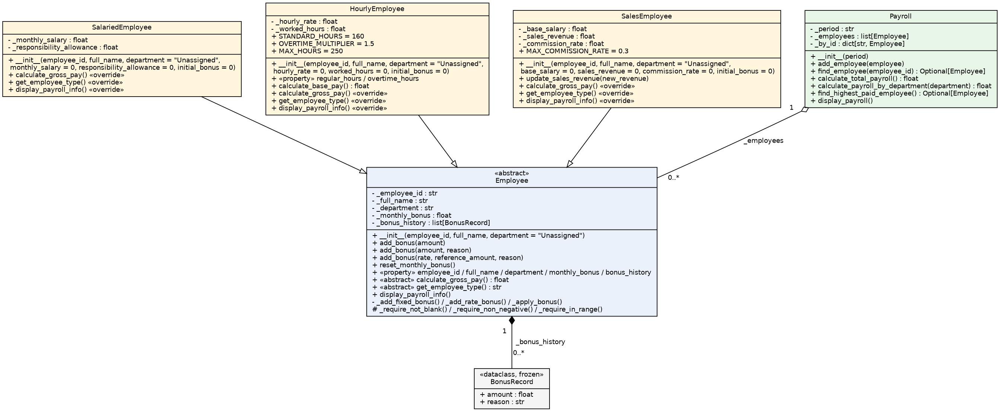 SalariedEmployee
- _monthly_salary : float
- _responsibility_allowance : float
+ __init__(employee_id, full_name, department = "Unassigned",
monthly_salary = 0, responsibility_allowance = 0, initial_bonus = 0)
+ calculate_gross_pay() «override»
+ get_employee_type() «override»
+ display_payroll_info() «override»
HourlyEmployee
- _hourly_rate : float
- _worked_hours : float
+ STANDARD_HOURS = 160
+ OVERTIME_MULTIPLIER = 1.5
+ MAX_HOURS = 250
+ __init__(employee_id, full_name, department = "Unassigned",
hourly_rate = 0, worked_hours = 0, initial_bonus = 0)
+ «property» regular_hours / overtime_hours
+ calculate_base_pay() : float
+ calculate_gross_pay() «override»
+ get_employee_type() «override»
+ display_payroll_info() «override»
SalesEmployee
- _base_salary : float
- _sales_revenue : float
- _commission_rate : float
+ MAX_COMMISSION_RATE = 0.3
+ __init__(employee_id, full_name, department = "Unassigned",
base_salary = 0, sales_revenue = 0, commission_rate = 0, initial_bonus = 0)
+ update_sales_revenue(new_revenue)
+ calculate_gross_pay() «override»
+ get_employee_type() «override»
+ display_payroll_info() «override»
Payroll
- _period : str
- _employees : list[Employee]
- _by_id : dict[str, Employee]
+ __init__(period)
+ add_employee(employee)
+ find_employee(employee_id) : Optional[Employee]
+ calculate_total_payroll() : float
+ calculate_payroll_by_department(department) : float
+ find_highest_paid_employee() : Optional[Employee]
+ display_payroll()
1
_employees
0..*
«abstract»
Employee
- _employee_id : str
- _full_name : str
- _department : str
- _monthly_bonus : float
- _bonus_history : list[BonusRecord]
+ __init__(employee_id, full_name, department = "Unassigned")
+ add_bonus(amount)
+ add_bonus(amount, reason)
+ add_bonus(rate, reference_amount, reason)
+ reset_monthly_bonus()
+ «property» employee_id / full_name / department / monthly_bonus / bonus_history
+ «abstract» calculate_gross_pay() : float
+ «abstract» get_employee_type() : str
+ display_payroll_info()
- _add_fixed_bonus() / _add_rate_bonus() / _apply_bonus()
# _require_not_blank() / _require_non_negative() / _require_in_range()
1
_bonus_history
0..*
«dataclass, frozen»
BonusRecord
+ amount : float
+ reason : str